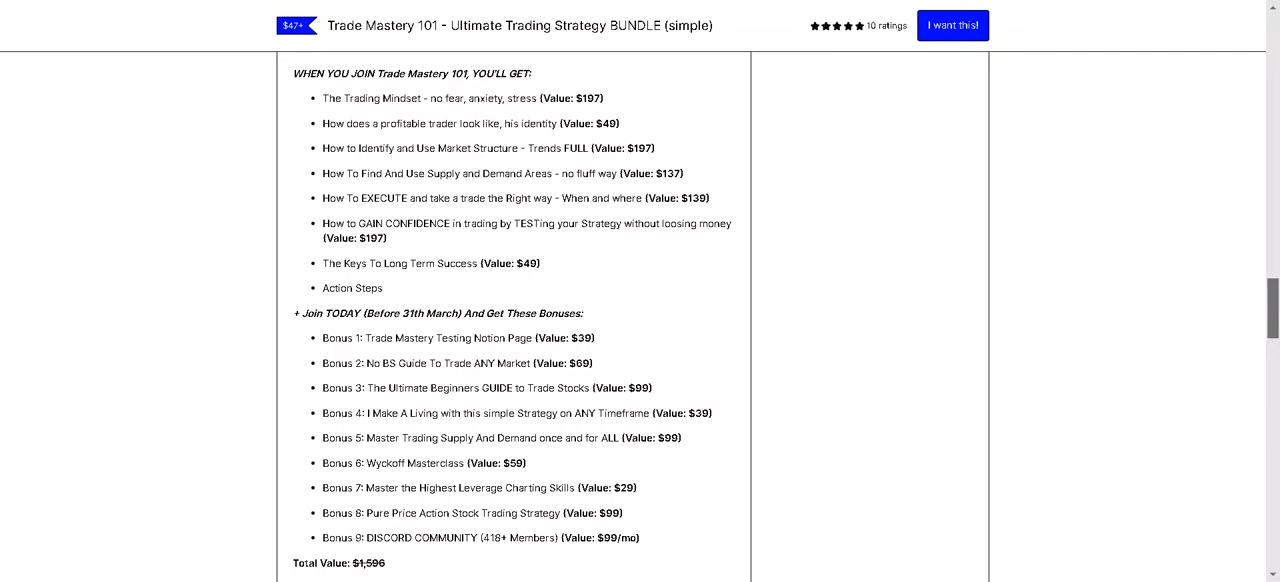 $47+ Trade Mastery 101 - Ultimate Trading Strategy BUNDLE (simple) 10 ratings I want this!
WHEN YOU JOIN Trade Mastery 101, YOU'LL GET:
• The Trading Mindset - no fear, anxiety, stress (Value: $197)
• How does a profitable trader look like, his identity (Value: $49)
• How to Identify and Use Market Structure - Trends FULL (Value: $197)
• How To Find And Use Supply and Demand Areas - no fluff way (Value: $137)
• How To EXECUTE and take a trade the Right way - When and where (Value: $139)
• How to GAIN CONFIDENCE in trading by TESTing your Strategy without loosing money
(Value: $197)
• The Keys To Long Term Success (Value: $49)
• Action Steps
+ Join TODAY (Before 31th March) And Get These Bonuses:
• Bonus 1: Trade Mastery Testing Notion Page (Value: $39)
• Bonus 2: No BS Guide To Trade ANY Market (Value: $69)
• Bonus 3: The Ultimate Beginners GUIDE to Trade Stocks (Value: $99)
• Bonus 4: I Make A Living with this simple Strategy on ANY Timeframe (Value: $39)
• Bonus 5: Master Trading Supply And Demand once and for ALL (Value: $99)
• Bonus 6: Wyckoff Masterclass (Value: $59)
• Bonus 7: Master the Highest Leverage Charting Skills (Value: $29)
• Bonus 8: Pure Price Action Stock Trading Strategy (Value: $99)
• Bonus 9: DISCORD COMMUNITY (418+ Members) (Value: $99/mo)
Total Value: $1,596